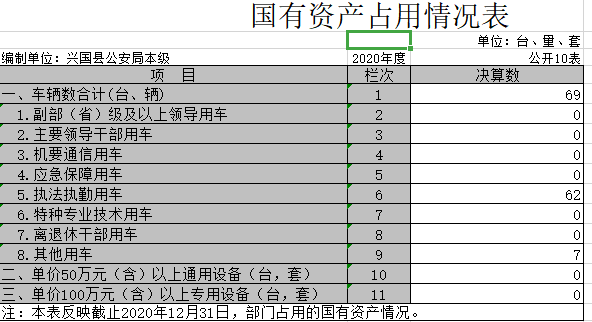 国有资产占用情况表
单位：台、量、套
编制单位：兴国县公安局本级 2020年度 公开10表
项 目 栏次 决算数
一、车辆数合计(台、辆) 1 69
1.副部（省）级及以上领导用车 2 0
2.主要领导干部用车 3 0
3.机要通信用车 4 0
4.应急保障用车 5 0
5.执法执勤用车 6 62
6.特种专业技术用车 7 0
7.离退休干部用车 8 0
8.其他用车 9 7
二、单价50万元（含）以上通用设备（台，套） 10 0
三、单价100万元（含）以上专用设备（台，套） 11 0
注：本表反映截止2020年12月31日，部门占用的国有资产情况。